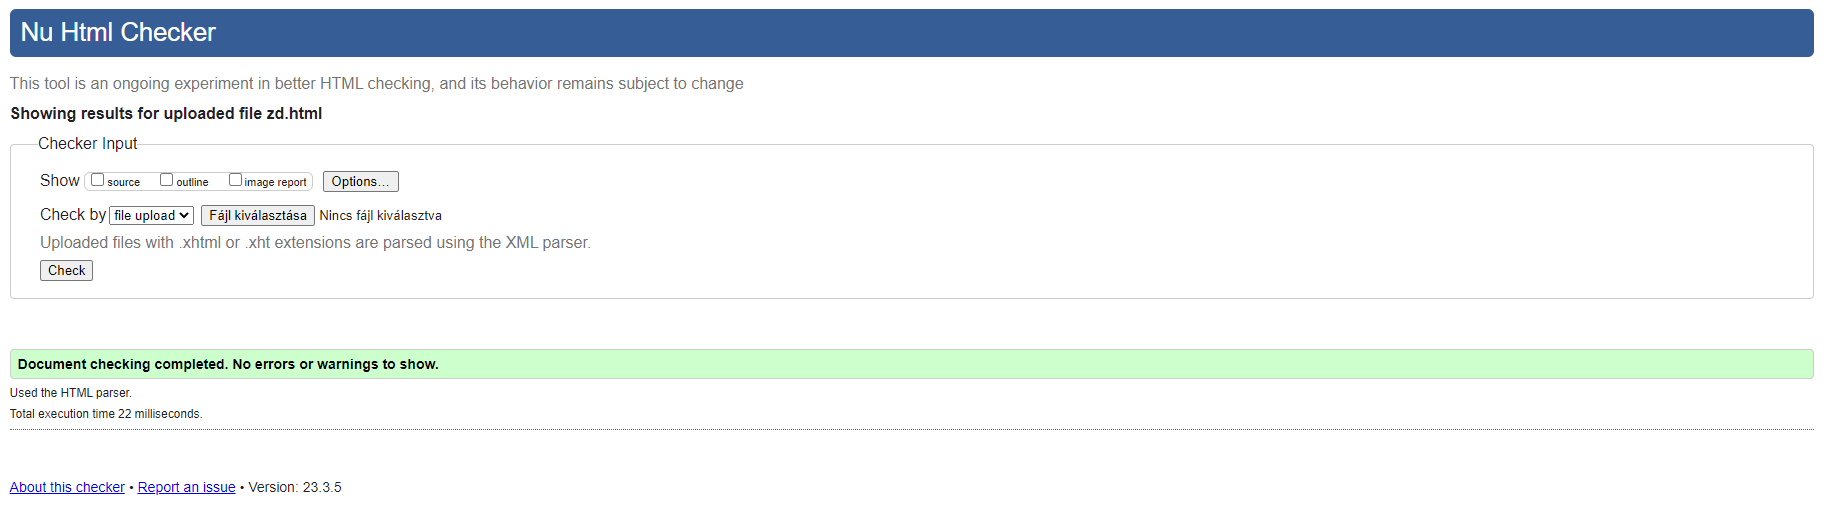 Nu Html Checker
This tool is an ongoing experiment in better HTML checking, and its behavior remains subject to change
Showing results for uploaded file zd.html
Checker Input
Show source outline image report Options...
Check by file upload Fájl kiválasztása Nincs fájl kiválasztva
Uploaded files with .xhtml or .xht extensions are parsed using the XML parser.
Check
Document checking completed. No errors or warnings to show.
Used the HTML parser.
Total execution time 22 milliseconds.
About this checker • Report an issue • Version: 23.3.5